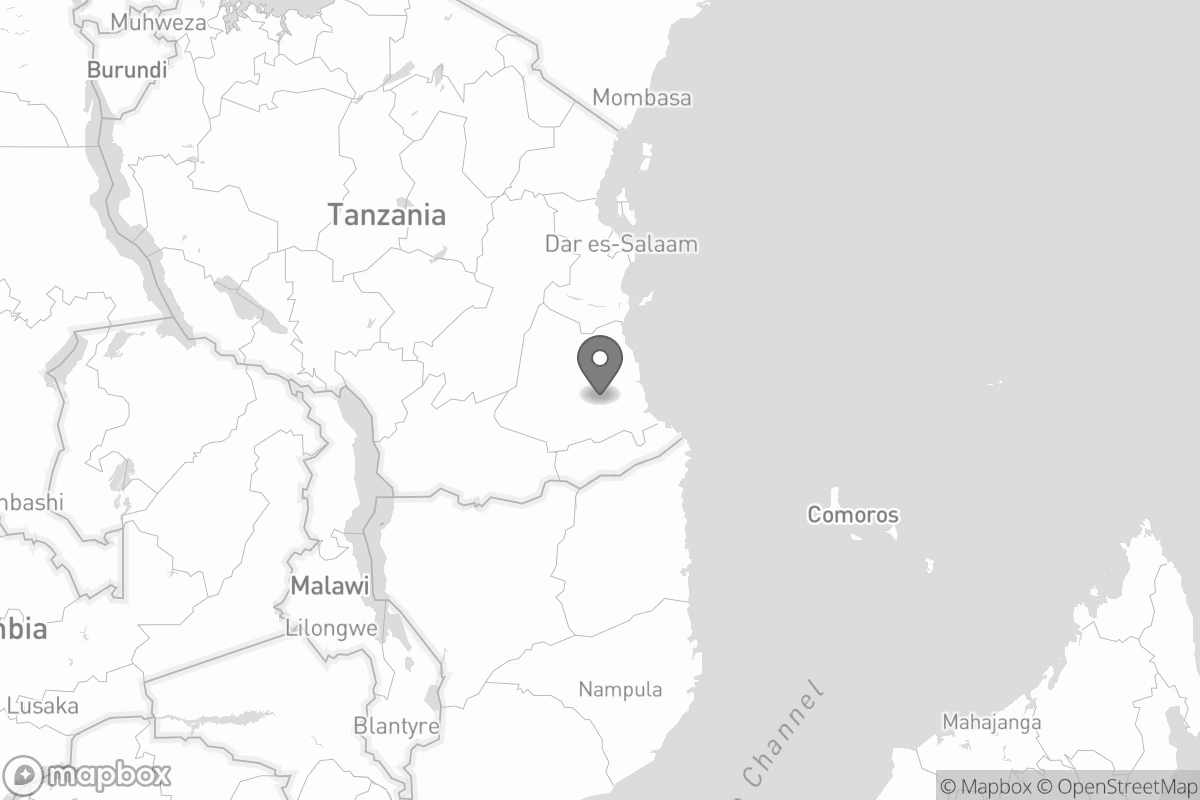 Muhweza
Burundi
Mombasa
Tanzania
Dar es-Salaam
nbashi
Comoros
Malawi
Lilongwe
nbia
Nampula
Channel
Lusaka
Blantyre
Mahajanga
mapbox
© Mapbox © OpenStreetMap